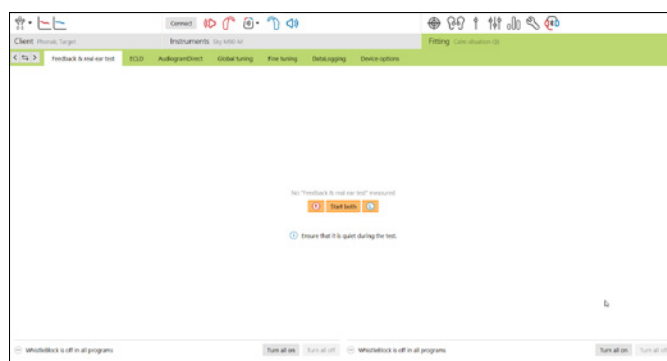 Connect
Client Phonak, Target Instruments Sky M90 M Fitting Calm situation
Feedback & real ear test ECLD AudiogramDirect Global tuning Fine tuning DataLogging Device options
No "Feedback & real ear test" measured
R Start both L
Ensure that it is quiet during the test.
WhistleBlock is off in all programs Turn all on Turn all off WhistleBlock is off in all programs Turn all on Turn all off